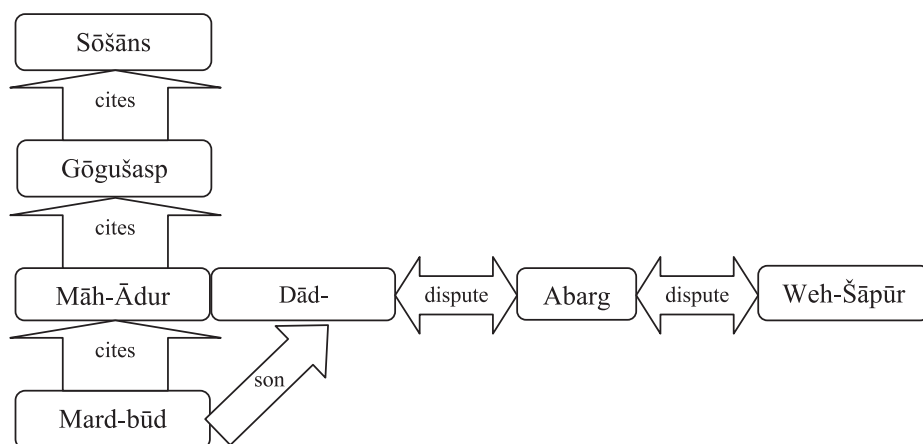 Sōšāns
cites
Gōgušasp
cites
Māh-Ādur
Dād-
dispute
Abarg
dispute
Weh-Šāpūr
cites
son
Mard-būd